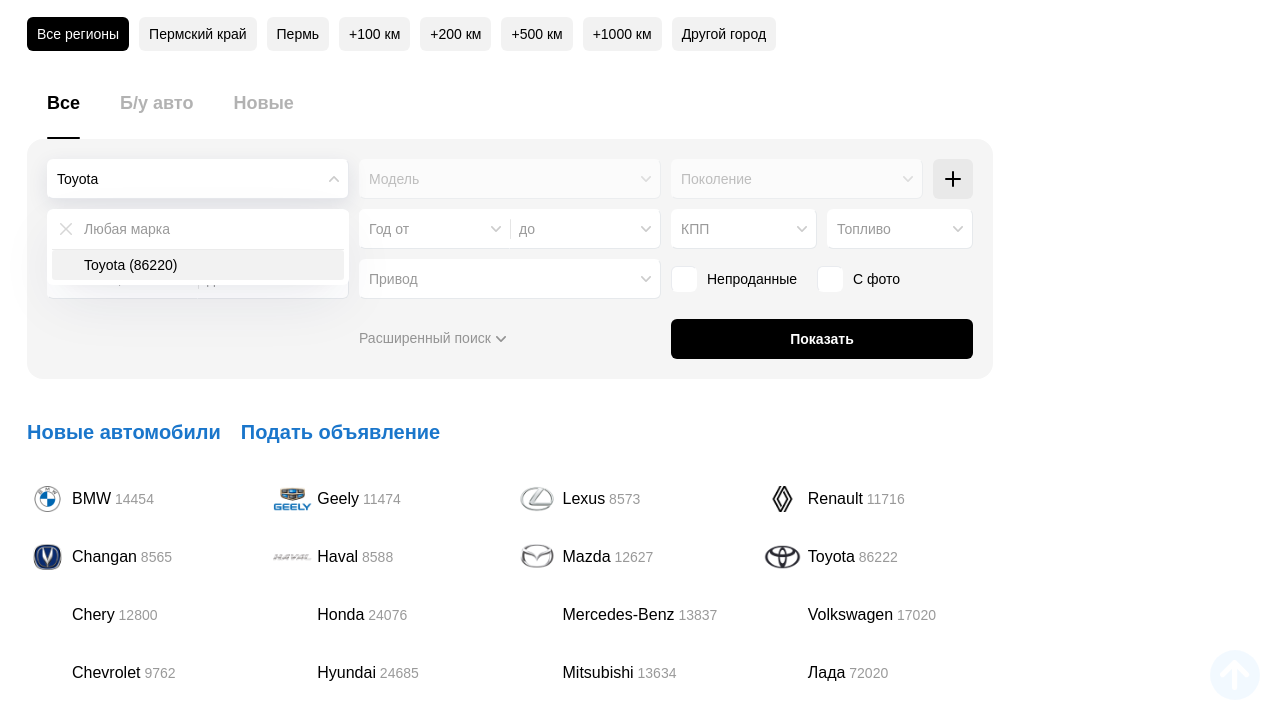 Все регионы Пермский край Пермь +100 км +200 км +500 км +1000 км Другой город
Все Б/у авто Новые
Toyota Модель Поколение
Любая марка Год от до КПП Топливо
Toyota (86220)
Привод Непроданные С фото
Расширенный поиск Показать
Новые автомобили Подать объявление
BMW 14454 GEELY Geely 11474 Lexus 8573 Renault 11716
Changan 8565 HAVAL Haval 8588 Mazda 12627 Toyota 86222
Chery 12800 Honda 24076 Mercedes-Benz 13837 Volkswagen 17020
Chevrolet 9762 Hyundai 24685 Mitsubishi 13634 Лада 72020